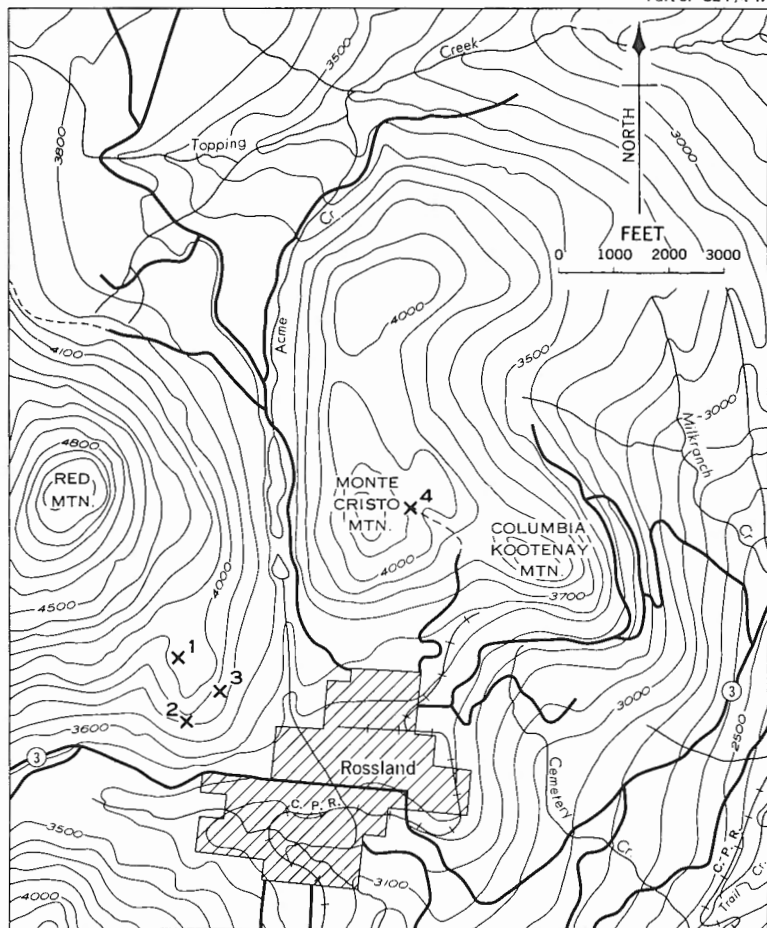 3500
Creek
3800
Topping
NORTH
3000
Cr.
FEET
0 1000 2000 3000
4000
Acme
3500
4100
3000
Milkranch
4800
RED
MTN.
MONTE
CRISTO
MTN.
4
COLUMBIA
KOOTENAY
MTN.
Cr
4000
4000
4500
3700
1
3
2
3000
3
3600
2500
3
Rossland
Cemetery
C. P. R.
3500
Cr.
C.-P. R.
3100
Trail Cr.
4000